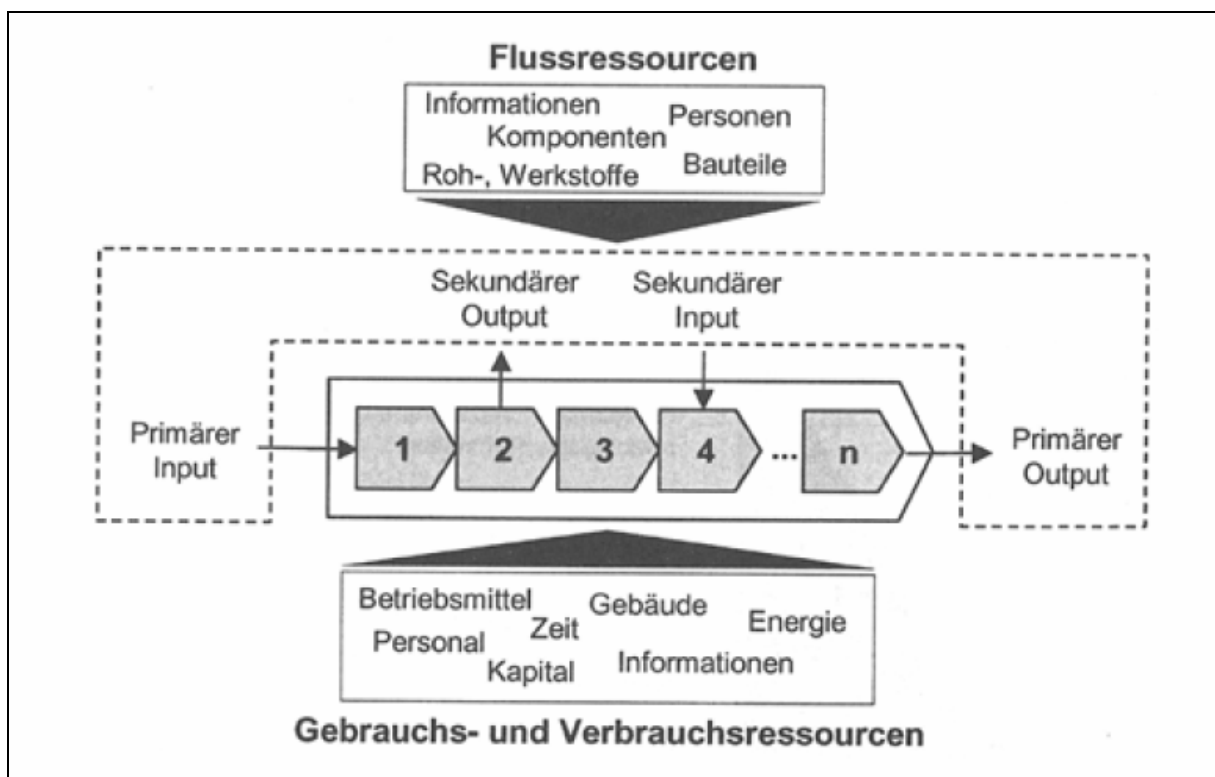 Flussressourcen
Informationen
Personen
Komponenten
Bauteile
Roh-, Werkstoffe
Sekundärer
Output
Sekundärer
Input
Primärer
Input
1 2 3 4 ... n
Primärer
Output
Betriebsmittel Gebäude Energie
Personal Zeit
Kapital Informationen
Gebrauchs- und Verbrauchsressourcen